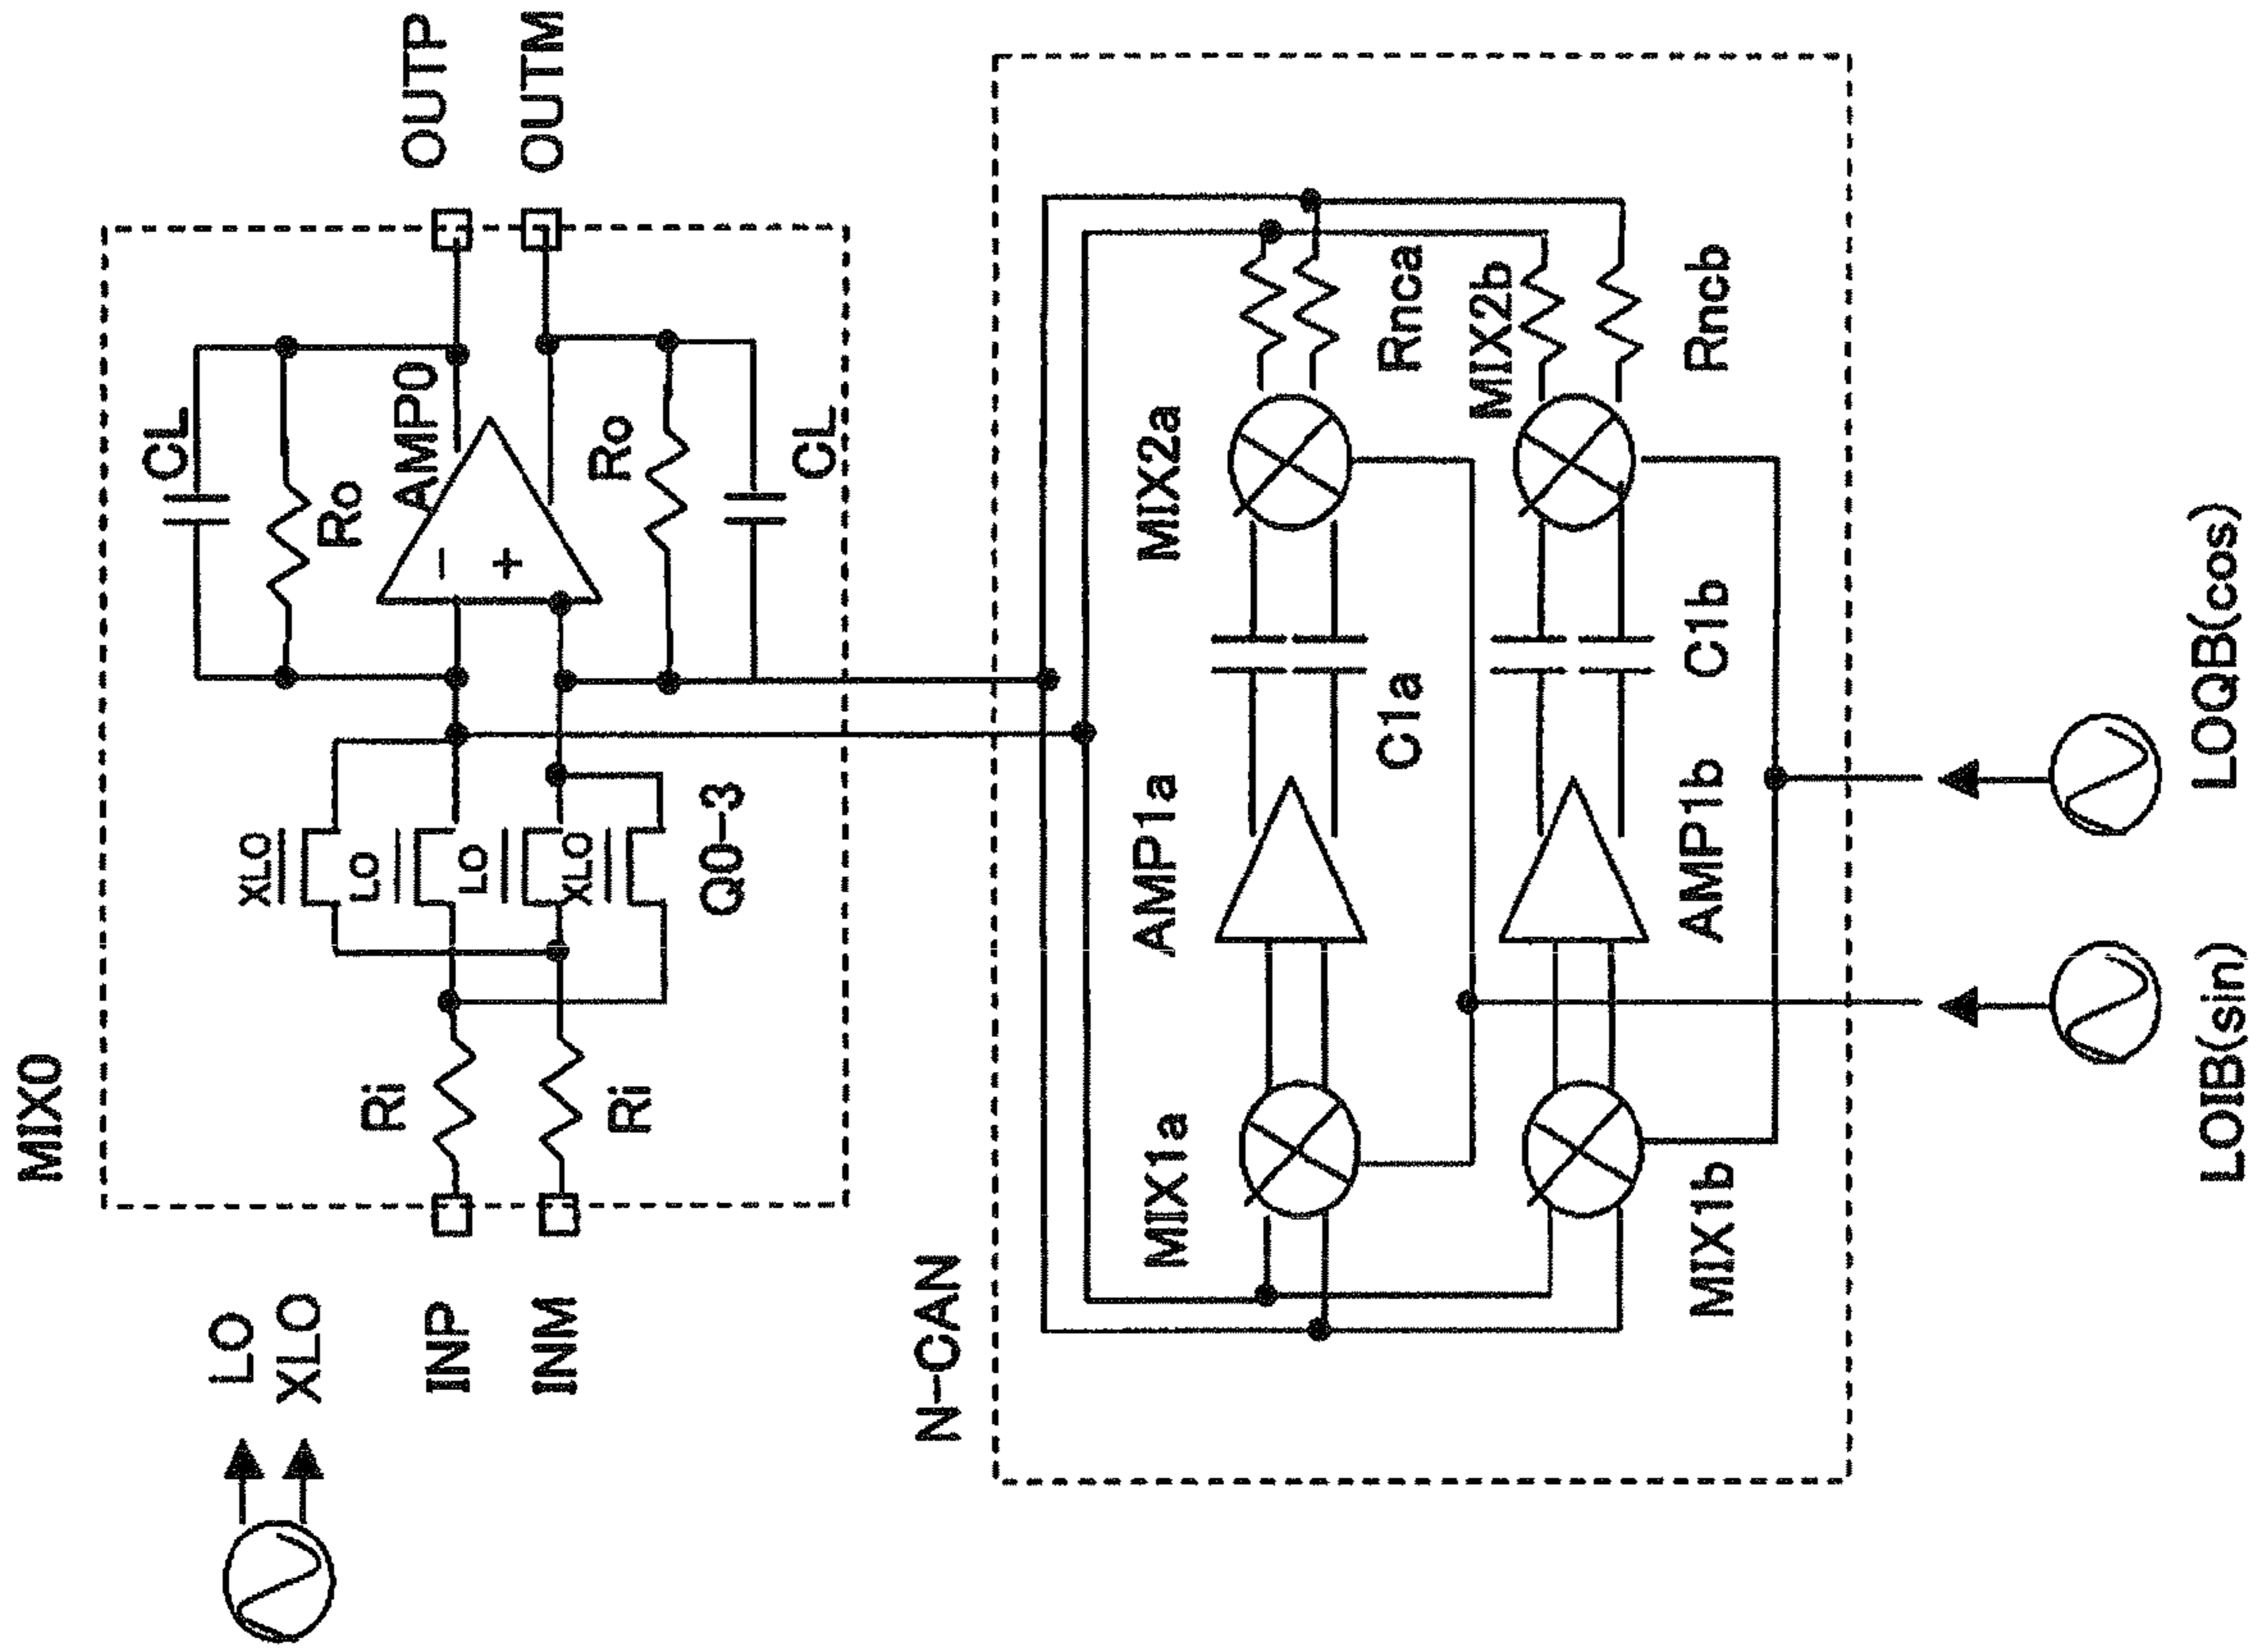 MIX0
LO
XLO
INP
INM
Ri
Ri
XLO
LO
LO
XLO
Q0-3
CL
Ro
AMP0
−
+
Ro
CL
OUTP
OUTM
N-CAN
MIX1a
AMP1a
C1a
MIX2a
Rnca
MIX1b
AMP1b
C1b
MIX2b
Rncb
LOIB(sin)
LOQB(cos)